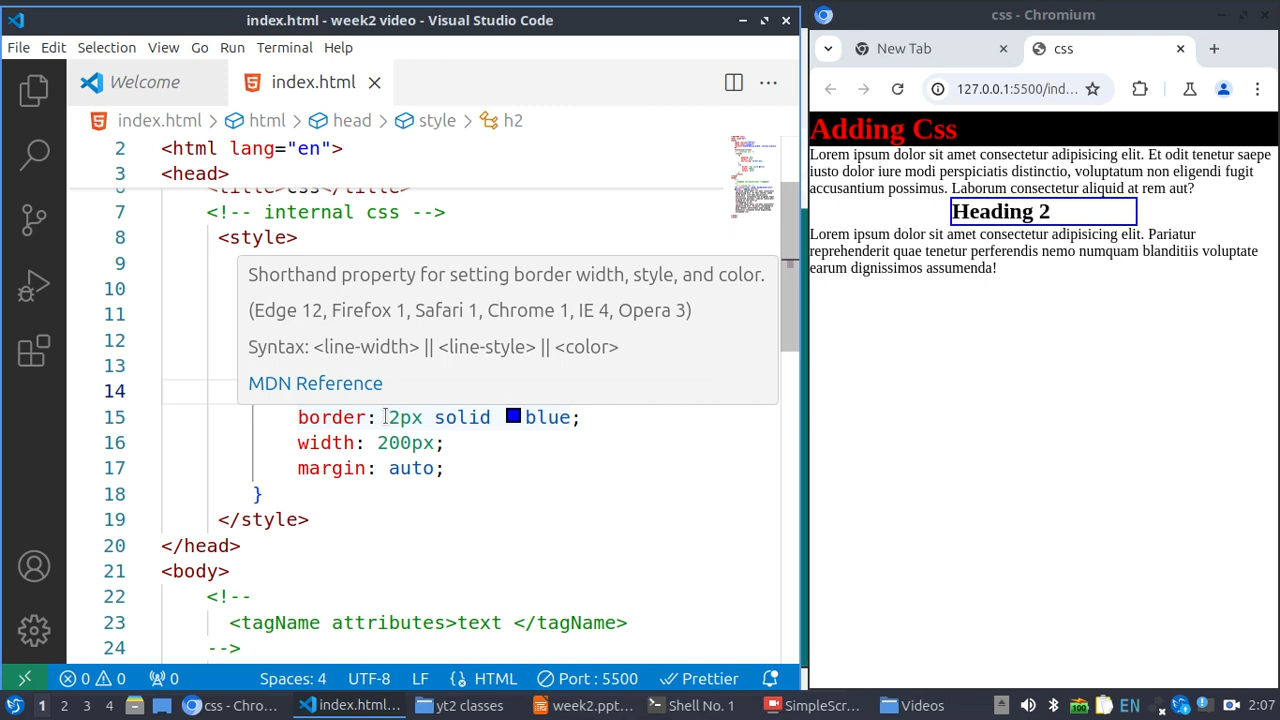 index.html - week2 video - Visual Studio Code
File Edit Selection View Go Run Terminal Help
Welcome
index.html
index.html > html > head > style > h2
2 <html lang="en">
3 <head>
6 <title>css</title>
7 <!-- internal css -->
8 <style>
9
10
11
12
13
14
Shorthand property for setting border width, style, and color.
(Edge 12, Firefox 1, Safari 1, Chrome 1, IE 4, Opera 3)
Syntax: <line-width> || <line-style> || <color>
MDN Reference
15 border: 2px solid blue;
16 width: 200px;
17 margin: auto;
18 }
19 </style>
20 </head>
21 <body>
22 <!--
23 <tagName attributes>text </tagName>
24 -->
0 0 0 Spaces: 4 UTF-8 LF HTML Port : 5500 Prettier
css - Chromium
New Tab
css
127.0.0.1:5500/ind...
Adding Css
Lorem ipsum dolor sit amet consectetur adipisicing elit. Et odit tenetur saepe
iusto dolor iure modi perspiciatis distinctio, voluptatum non eligendi fugit
accusantium possimus. Laborum consectetur aliquid at rem aut?
Heading 2
Lorem ipsum dolor sit amet consectetur adipisicing elit. Pariatur
reprehenderit quae tenetur perferendis nemo numquam blanditiis voluptate
earum dignissimos assumenda!
1 2 3 4 css - Chro... index.html... yt2 classes week2.ppt... Shell No. 1 SimpleScr... Videos 100 EN 2:07